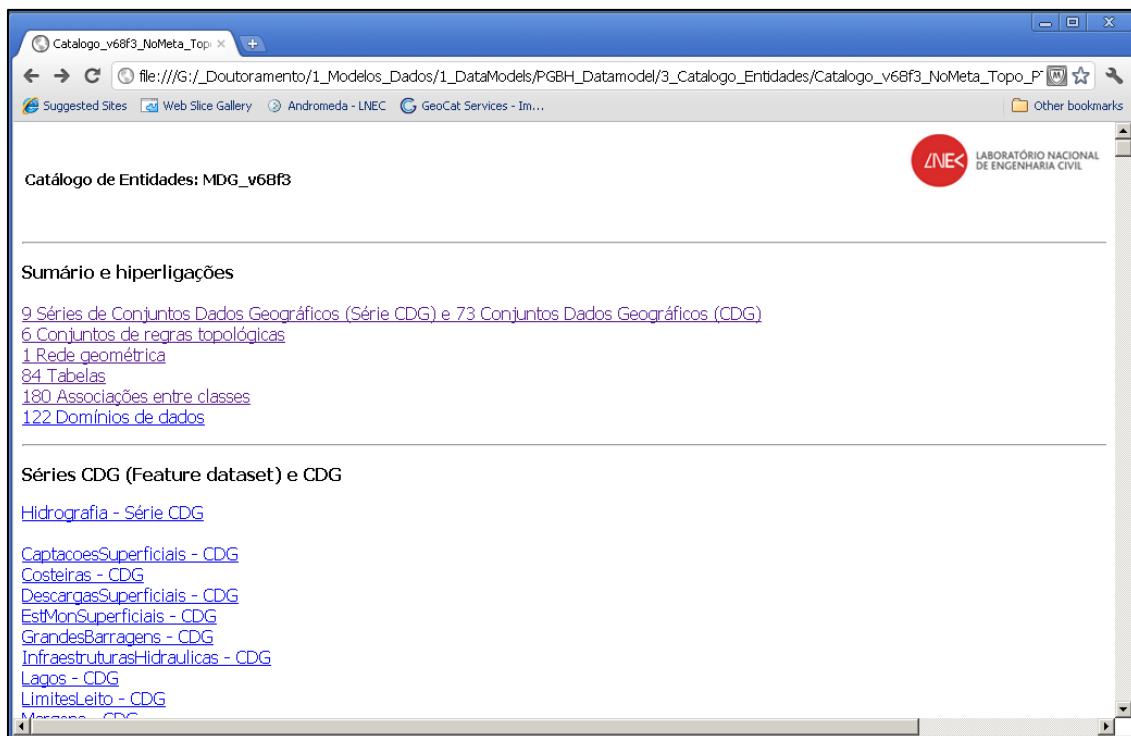 Catalogo_v68f3_NoMeta_Top
file:///G:/_Doutoramento/1_Modelos_Dados/1_DataModels/PGBH_Datamodel/3_Catalogo_Entidades/Catalogo_v68f3_NoMeta_Topo_P
Suggested Sites Web Slice Gallery Andromeda - LNEC GeoCat Services - Im... Other bookmarks
LNEC LABORATÓRIO NACIONAL
DE ENGENHARIA CIVIL
Catálogo de Entidades: MDG_v68f3
Sumário e hiperligações
9 Séries de Conjuntos Dados Geográficos (Série CDG) e 73 Conjuntos Dados Geográficos (CDG)
6 Conjuntos de regras topológicas
1 Rede geométrica
84 Tabelas
180 Associações entre classes
122 Domínios de dados
Séries CDG (Feature dataset) e CDG
Hidrografia - Série CDG
CaptacoesSuperficiais - CDG
Costeiras - CDG
DescargasSuperficiais - CDG
EstMonSuperficiais - CDG
GrandesBarragens - CDG
InfraestruturasHidraulicas - CDG
Lagos - CDG
LimitesLeito - CDG
Margens - CDG